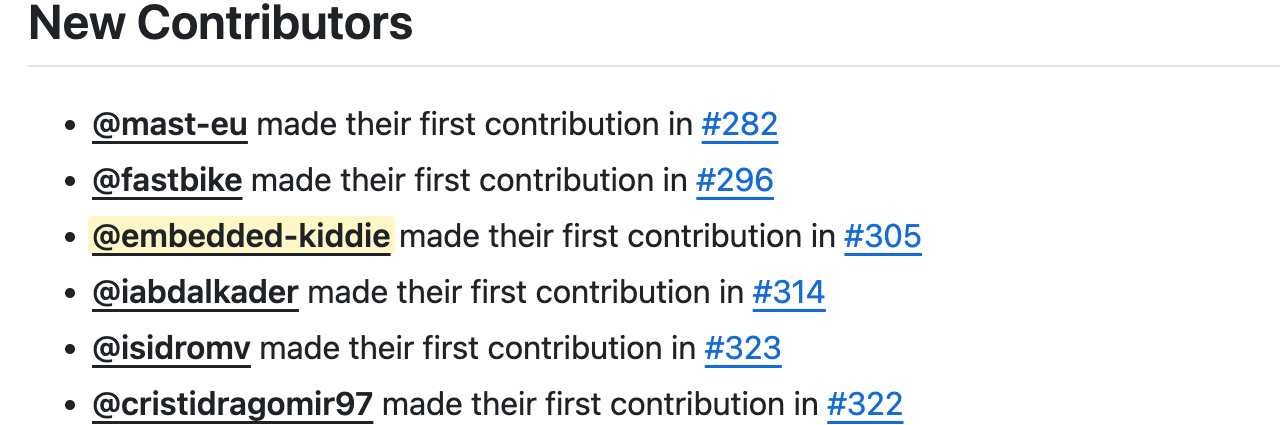 New Contributors
• @mast-eu made their first contribution in #282
• @fastbike made their first contribution in #296
• @embedded-kiddie made their first contribution in #305
• @iabdalkader made their first contribution in #314
• @isidromv made their first contribution in #323
• @cristidragomir97 made their first contribution in #322